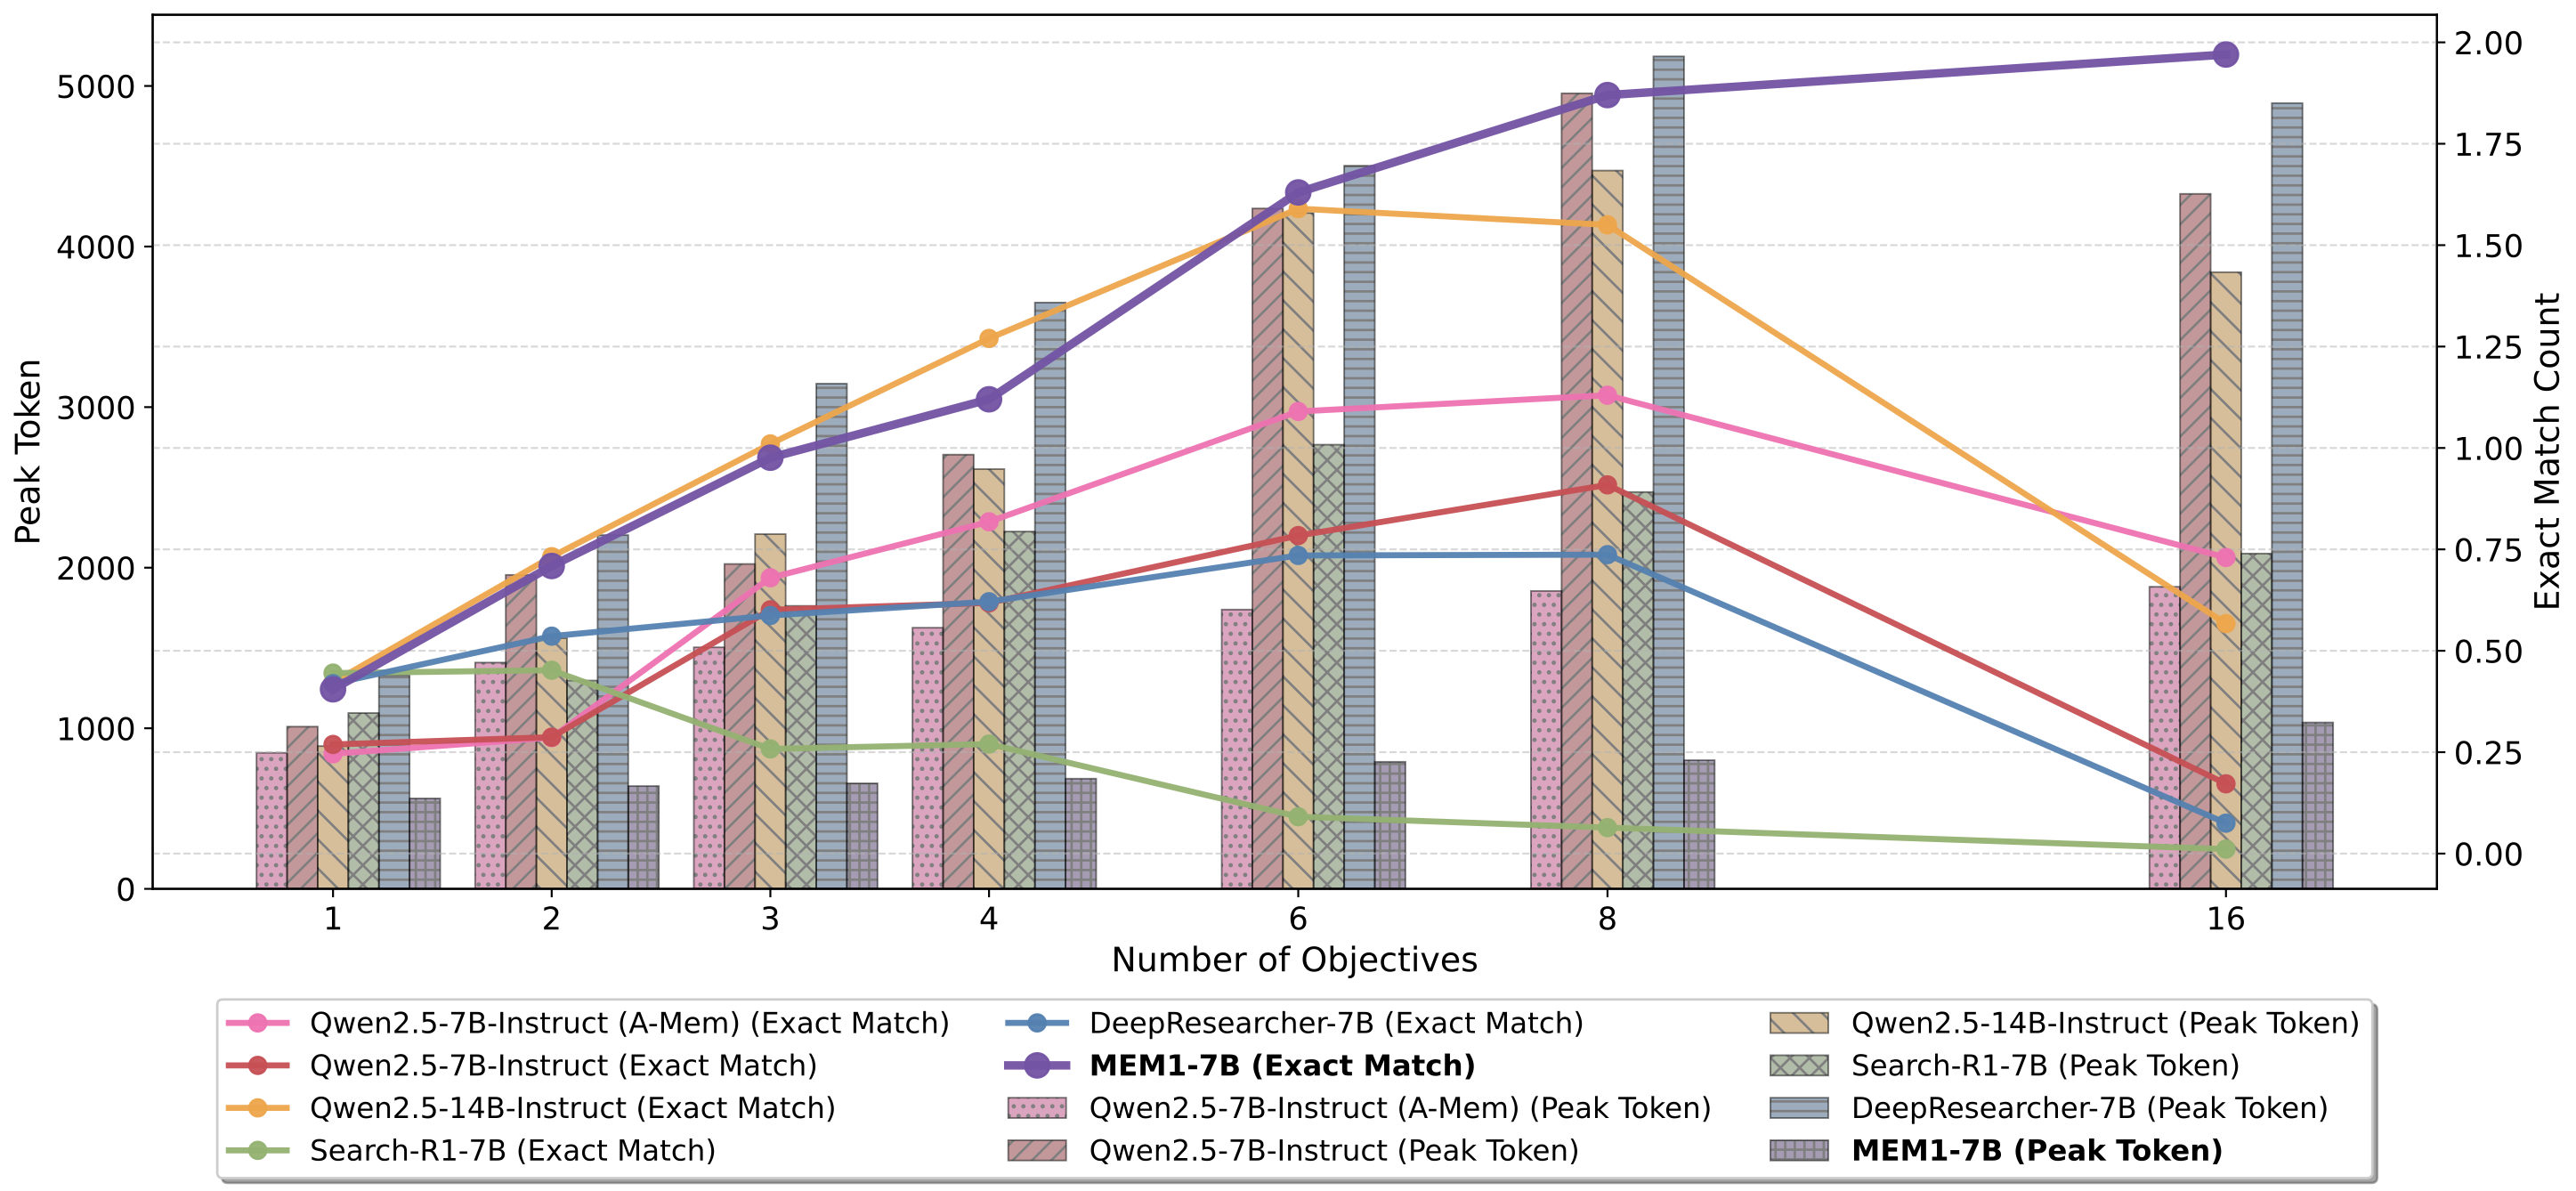 Peak Token
5000
4000
3000
2000
1000
0
2.00
1.75
1.50
1.25
1.00
0.75
0.50
0.25
0.00
Exact Match Count
1 2 3 4 6 8 16
Number of Objectives
Qwen2.5-7B-Instruct (A-Mem) (Exact Match)
Qwen2.5-7B-Instruct (Exact Match)
Qwen2.5-14B-Instruct (Exact Match)
Search-R1-7B (Exact Match)
DeepResearcher-7B (Exact Match)
MEM1-7B (Exact Match)
Qwen2.5-7B-Instruct (A-Mem) (Peak Token)
Qwen2.5-7B-Instruct (Peak Token)
Qwen2.5-14B-Instruct (Peak Token)
Search-R1-7B (Peak Token)
DeepResearcher-7B (Peak Token)
MEM1-7B (Peak Token)